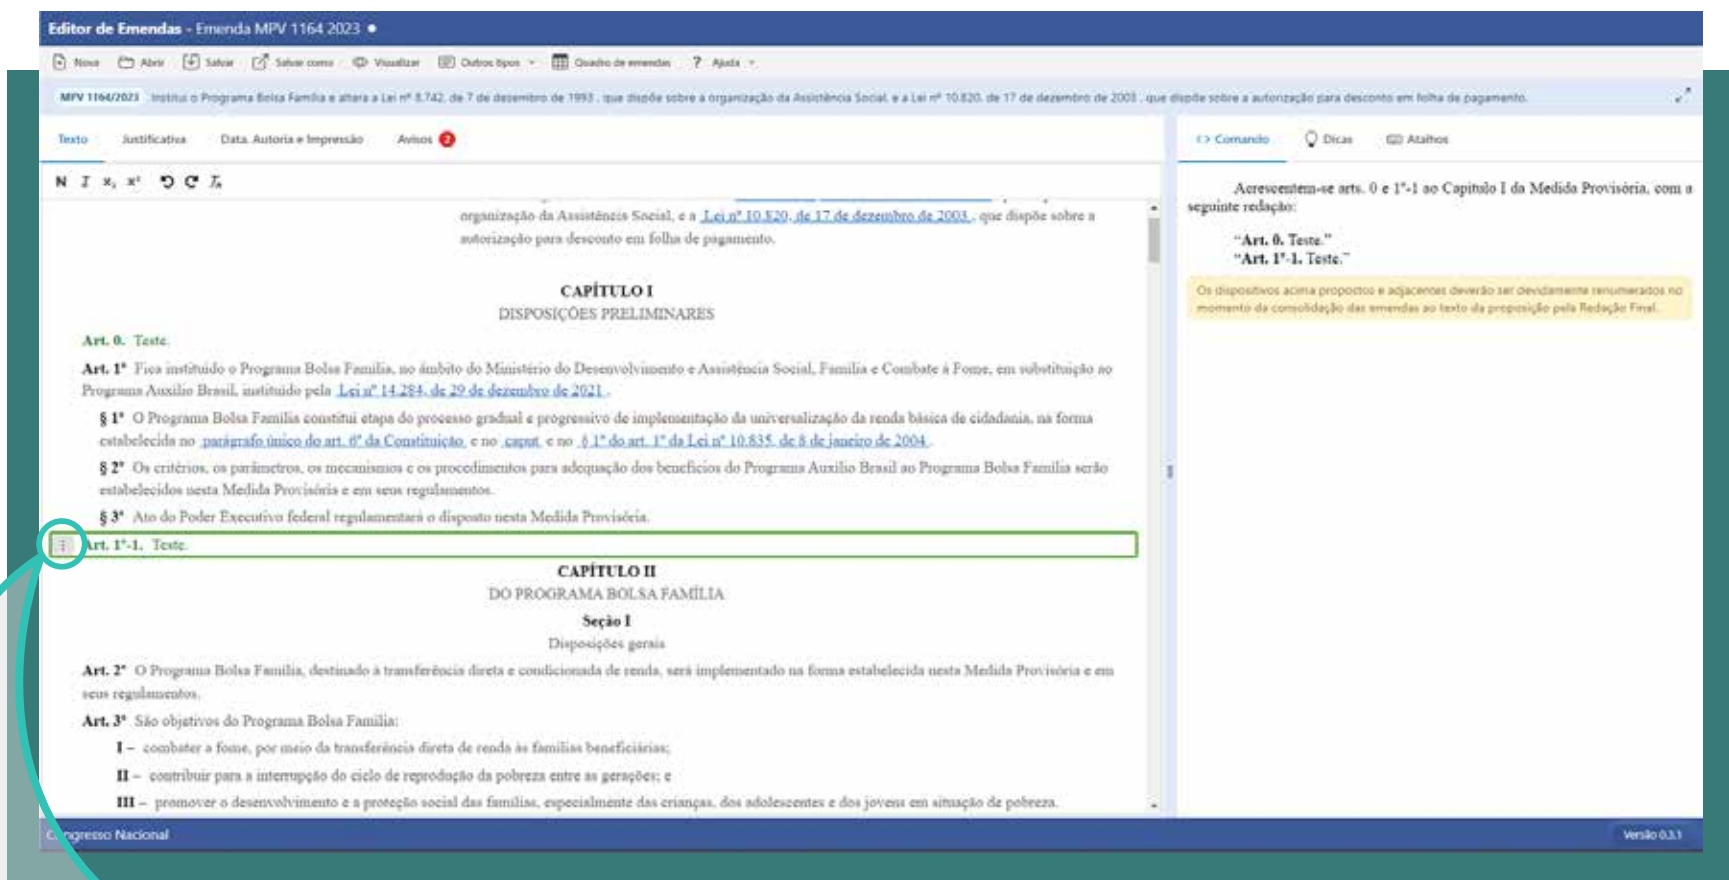 Editor de Emendas - Emenda MPV 1164 2023
Novo Abrir Salvar Salvar como Visualizar Outros tipos Quadro de emendas ? Ajuda
MPV 1164/2023 Institui o Programa Bolsa Família e altera a Lei nº 8.742, de 7 de dezembro de 1993 , que dispõe sobre a organização da Assistência Social, e a Lei nº 10.820, de 17 de dezembro de 2003 , que dispõe sobre a autorização para desconto em folha de pagamento.
Texto Justificativa Data, Autoria e Impressão Avisos 2
N I x₂ x²
organização da Assistência Social, e a Lei nº 10.820, de 17 de dezembro de 2003 , que dispõe sobre a
autorização para desconto em folha de pagamento.
CAPÍTULO I
DISPOSIÇÕES PRELIMINARES
Art. 0. Teste.
Art. 1º Fica instituído o Programa Bolsa Família, no âmbito do Ministério do Desenvolvimento e Assistência Social, Família e Combate à Fome, em substituição ao
Programa Auxílio Brasil, instituído pela Lei nº 14.284, de 29 de dezembro de 2021 .
§ 1º O Programa Bolsa Família constitui etapa do processo gradual e progressivo de implementação da universalização da renda básica de cidadania, na forma
estabelecida no parágrafo único do art. 6º da Constituição, e no caput e no § 1º do art. 1º da Lei nº 10.835, de 8 de janeiro de 2004 .
§ 2º Os critérios, os parâmetros, os mecanismos e os procedimentos para adequação dos benefícios do Programa Auxílio Brasil ao Programa Bolsa Família serão
estabelecidos nesta Medida Provisória e em seus regulamentos.
§ 3º Ato do Poder Executivo federal regulamentará o disposto nesta Medida Provisória.
Art. 1º-1. Teste.
CAPÍTULO II
DO PROGRAMA BOLSA FAMÍLIA
Seção I
Disposições gerais
Art. 2º O Programa Bolsa Família, destinado à transferência direta e condicionada de renda, será implementado na forma estabelecida nesta Medida Provisória e em
seus regulamentos.
Art. 3º São objetivos do Programa Bolsa Família:
I – combater a fome, por meio da transferência direta de renda às famílias beneficiárias;
II – contribuir para a interrupção do ciclo de reprodução da pobreza entre as gerações; e
III – promover o desenvolvimento e a proteção social das famílias, especialmente das crianças, dos adolescentes e dos jovens em situação de pobreza.
<> Comando Dicas Atalhos
Acrescentem-se arts. 0 e 1º-1 ao Capítulo I da Medida Provisória, com a
seguinte redação:
“Art. 0. Teste.”
“Art. 1º-1. Teste.”
Os dispositivos acima propostos e adjacentes deverão ser devidamente renumerados no
momento da consolidação das emendas ao texto da proposição pela Redação Final.
Congresso Nacional
Versão 0.3.1